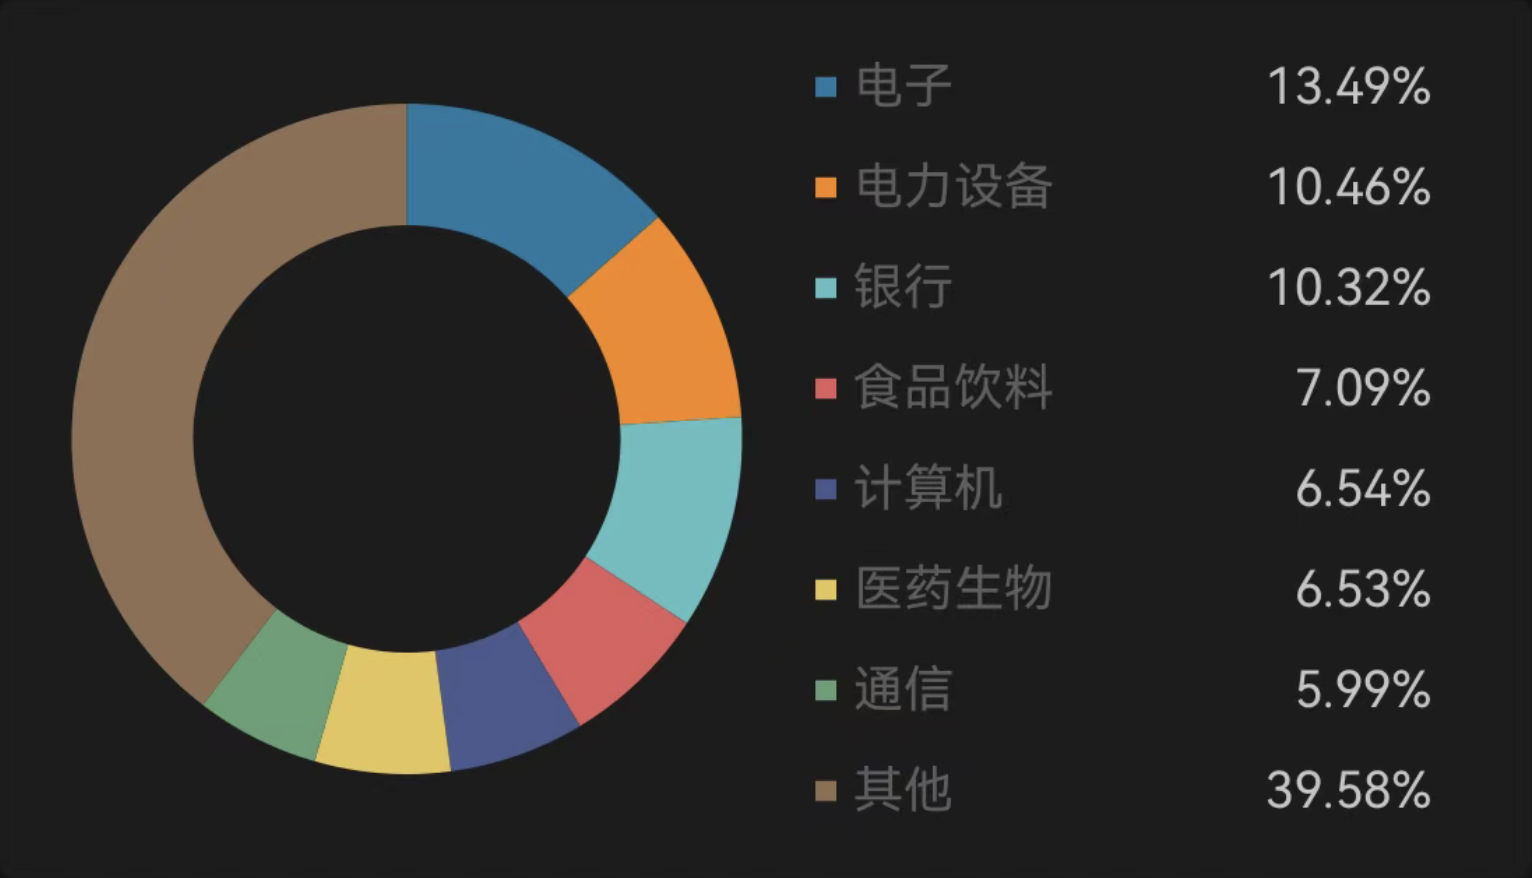 电子 13.49%
电力设备 10.46%
银行 10.32%
食品饮料 7.09%
计算机 6.54%
医药生物 6.53%
通信 5.99%
其他 39.58%